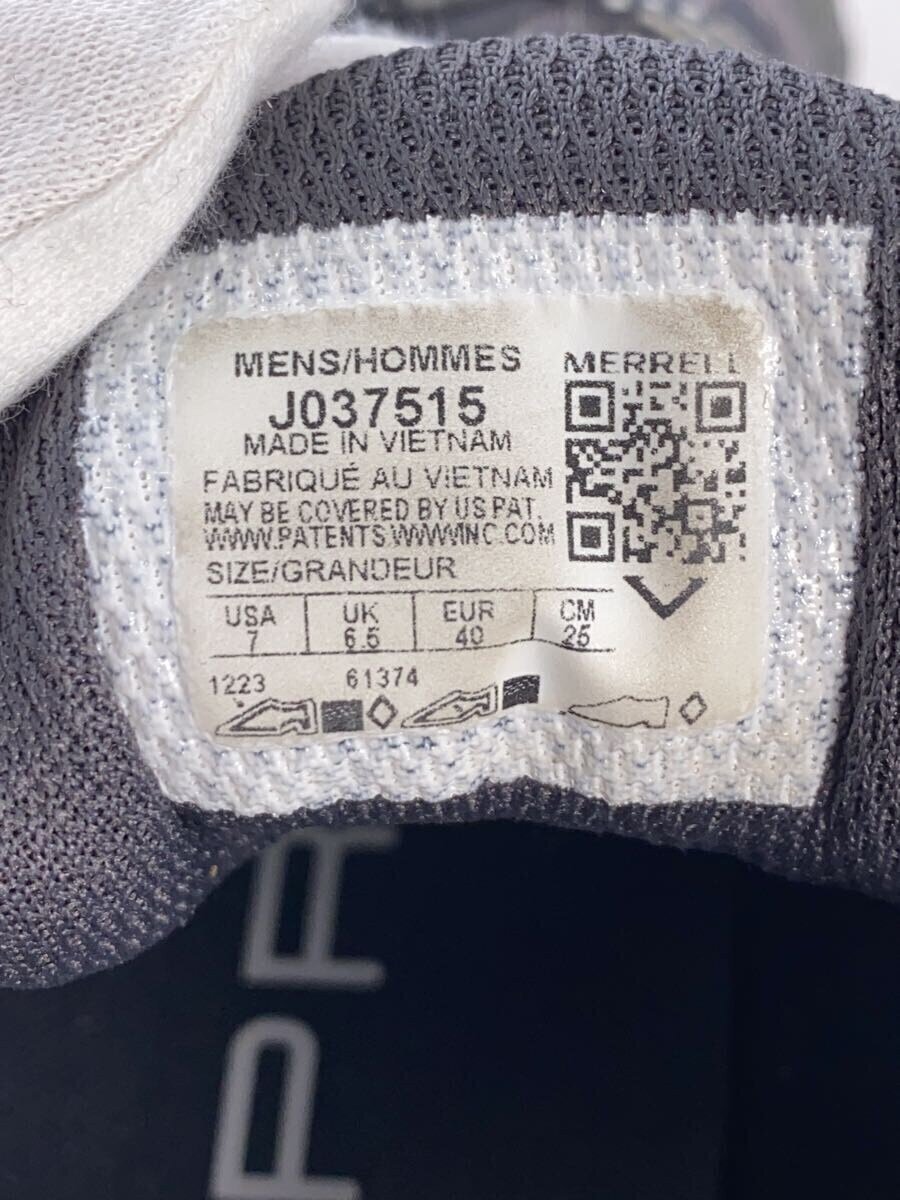 MENS/HOMMES
MERRELL
J037515
MADE IN VIETNAM
FABRIQUÉ AU VIETNAM
MAY BE COVERED BY US PAT.
WWW.PATENTS.WWWINC.COM
SIZE/GRANDEUR
USA UK EUR CM
7 6.5 40 25
1223 61374
PR